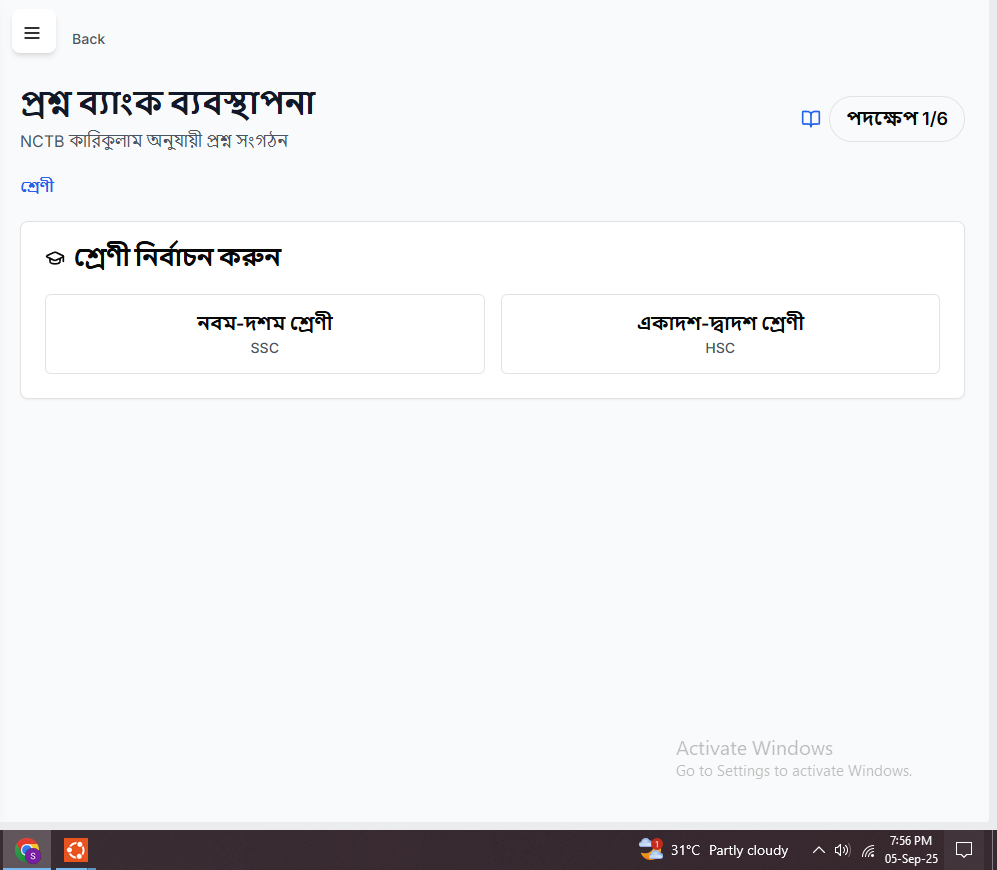 Back
প্রশ্ন ব্যাংক ব্যবস্থাপনা
NCTB কারিকুলাম অনুযায়ী প্রশ্ন সংগঠন
পদক্ষেপ 1/6
শ্রেণী
শ্রেণী নির্বাচন করুন
নবম-দশম শ্রেণী
SSC
একাদশ-দ্বাদশ শ্রেণী
HSC
Activate Windows
Go to Settings to activate Windows.
S
1
31°C Partly cloudy
7:56 PM
05-Sep-25